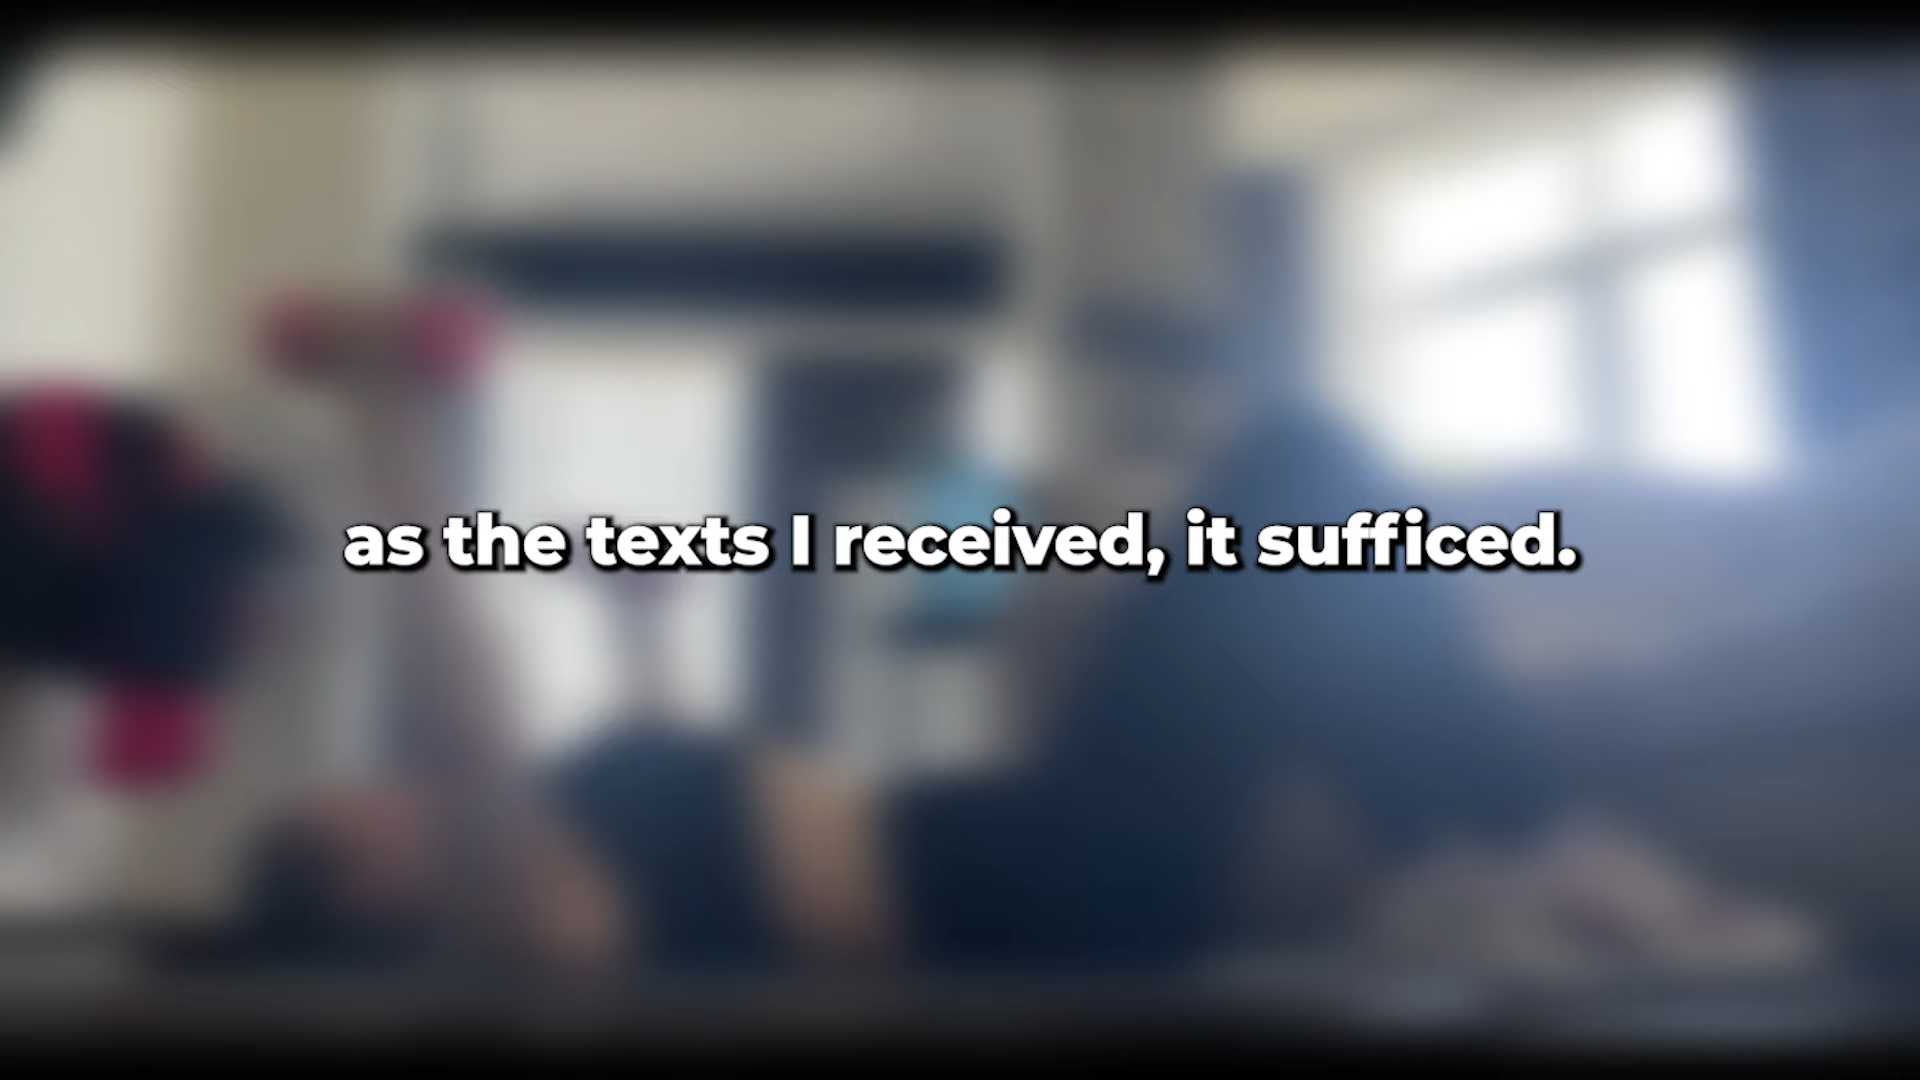 as the texts I received, it sufficed.